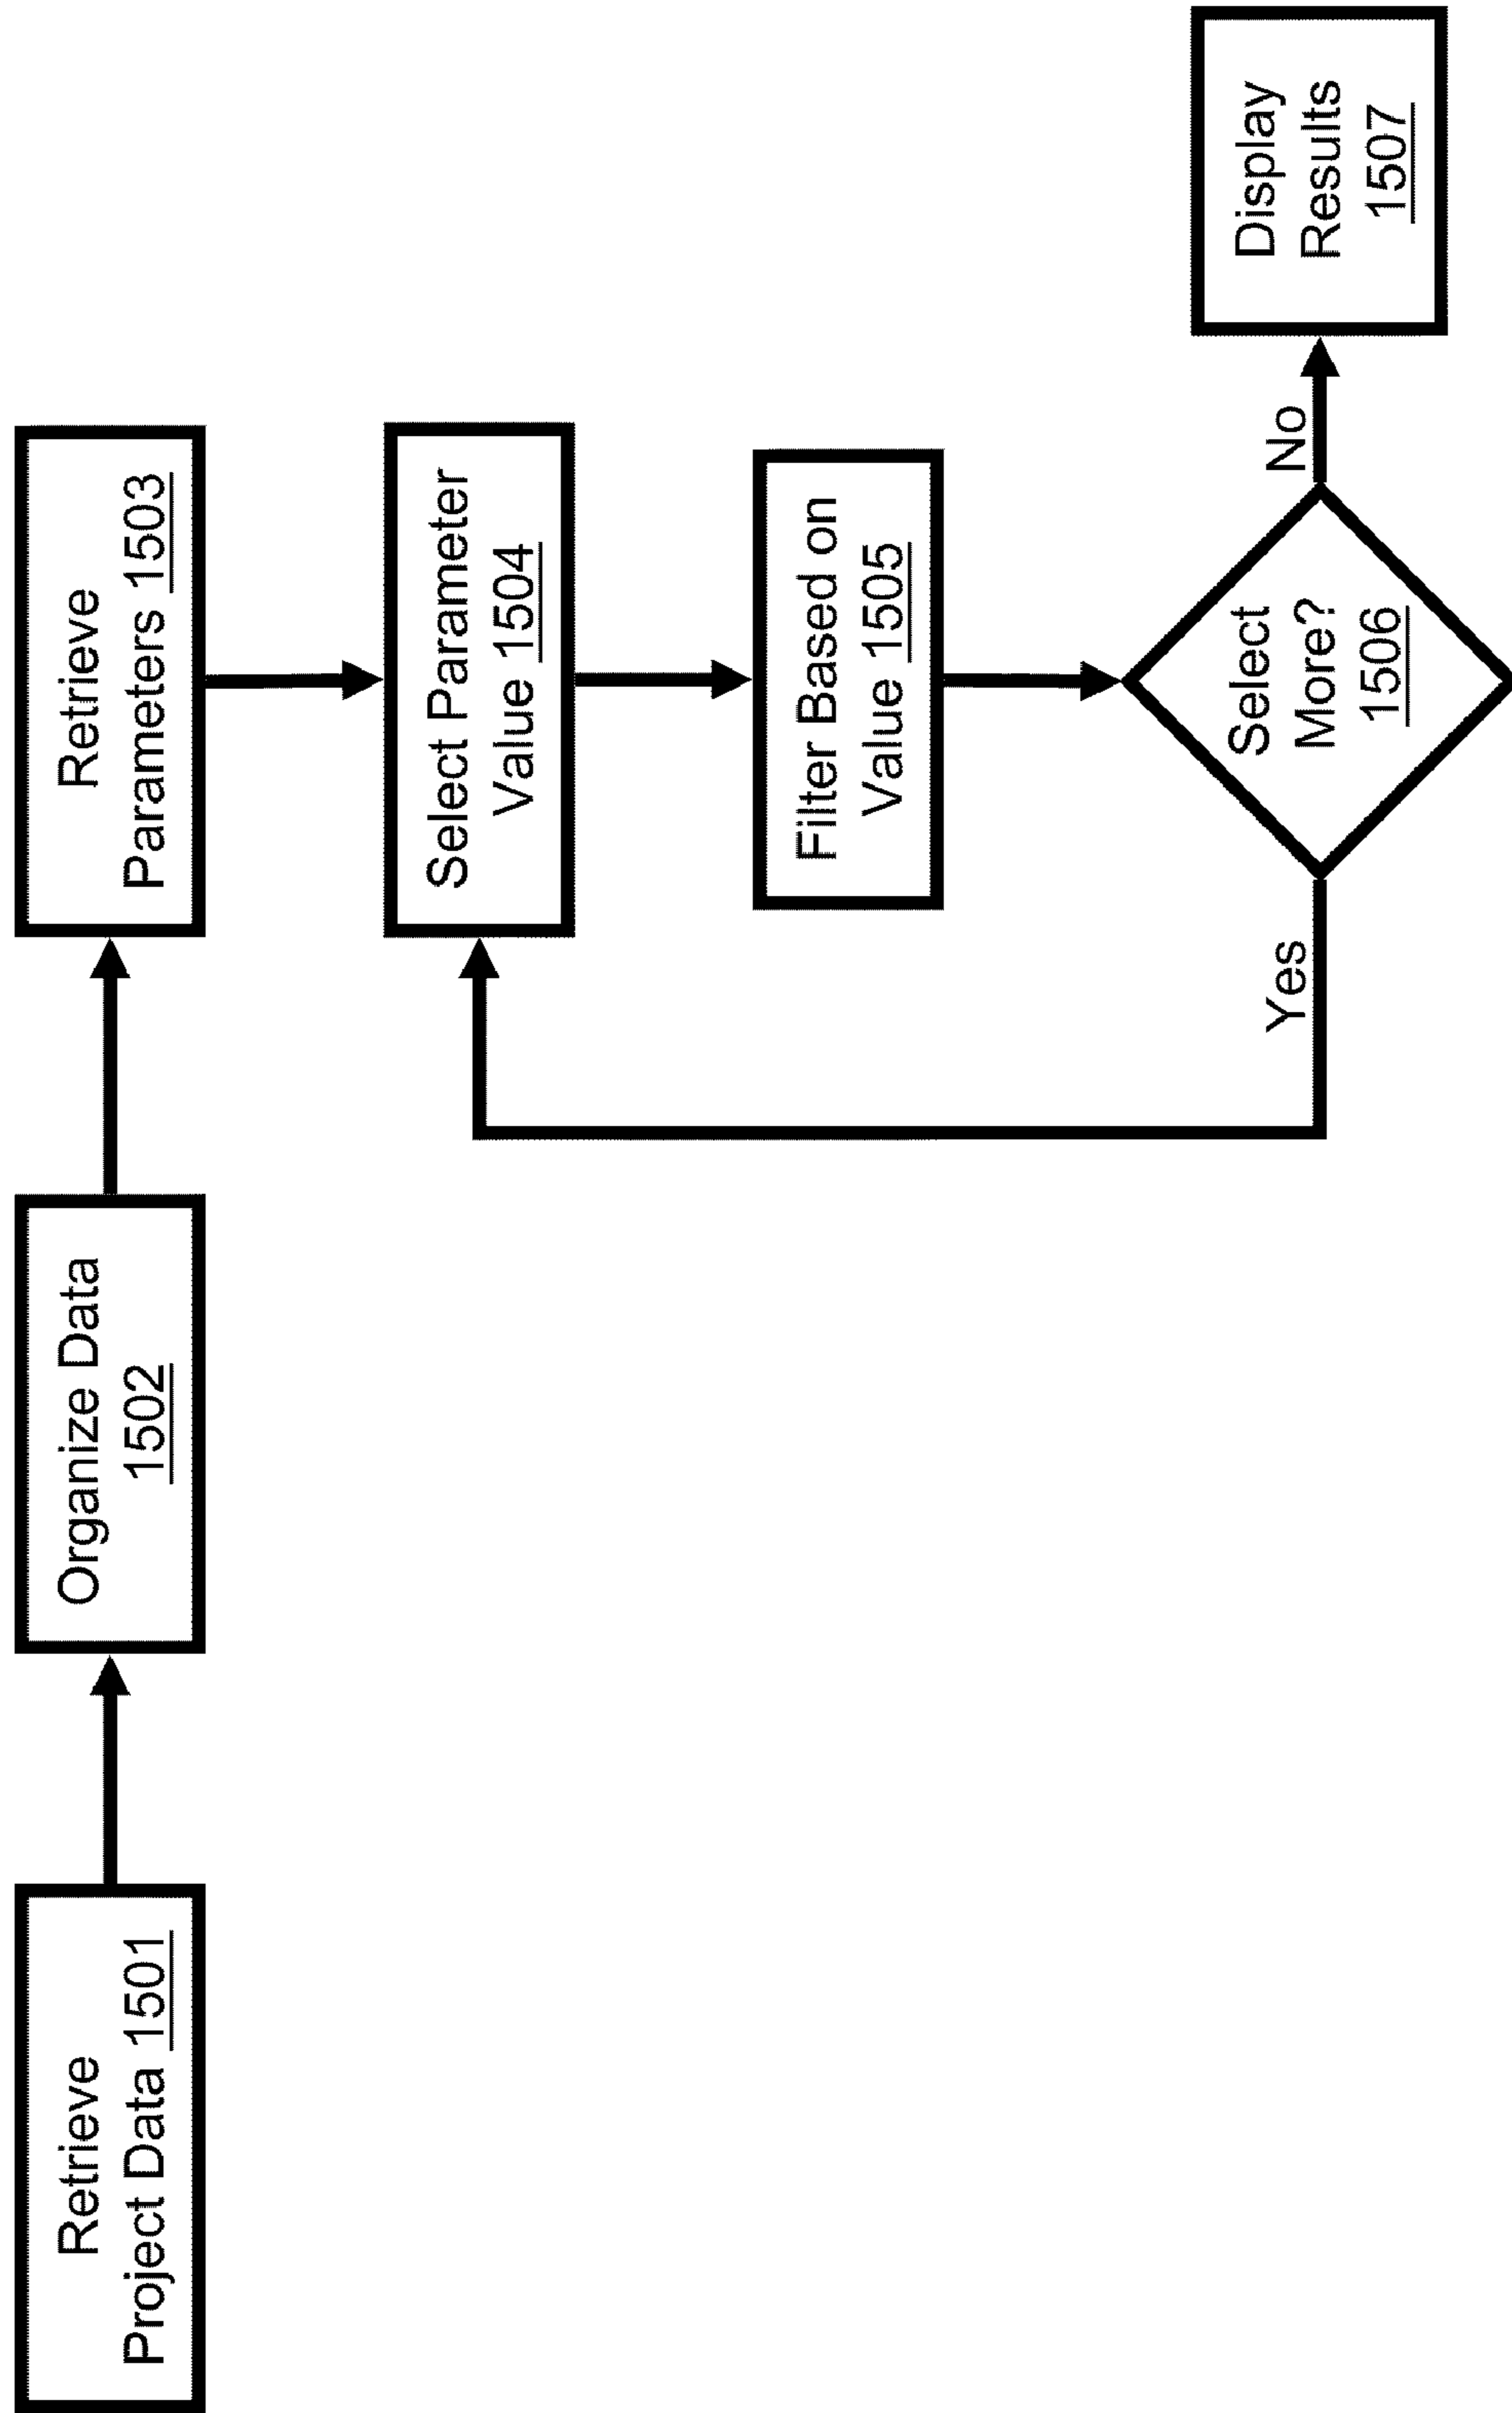 Retrieve
Project Data 1501
Organize Data
1502
Retrieve
Parameters 1503
Select Parameter
Value 1504
Filter Based on
Value 1505
Select
More?
1506
Yes
No
Display
Results
1507